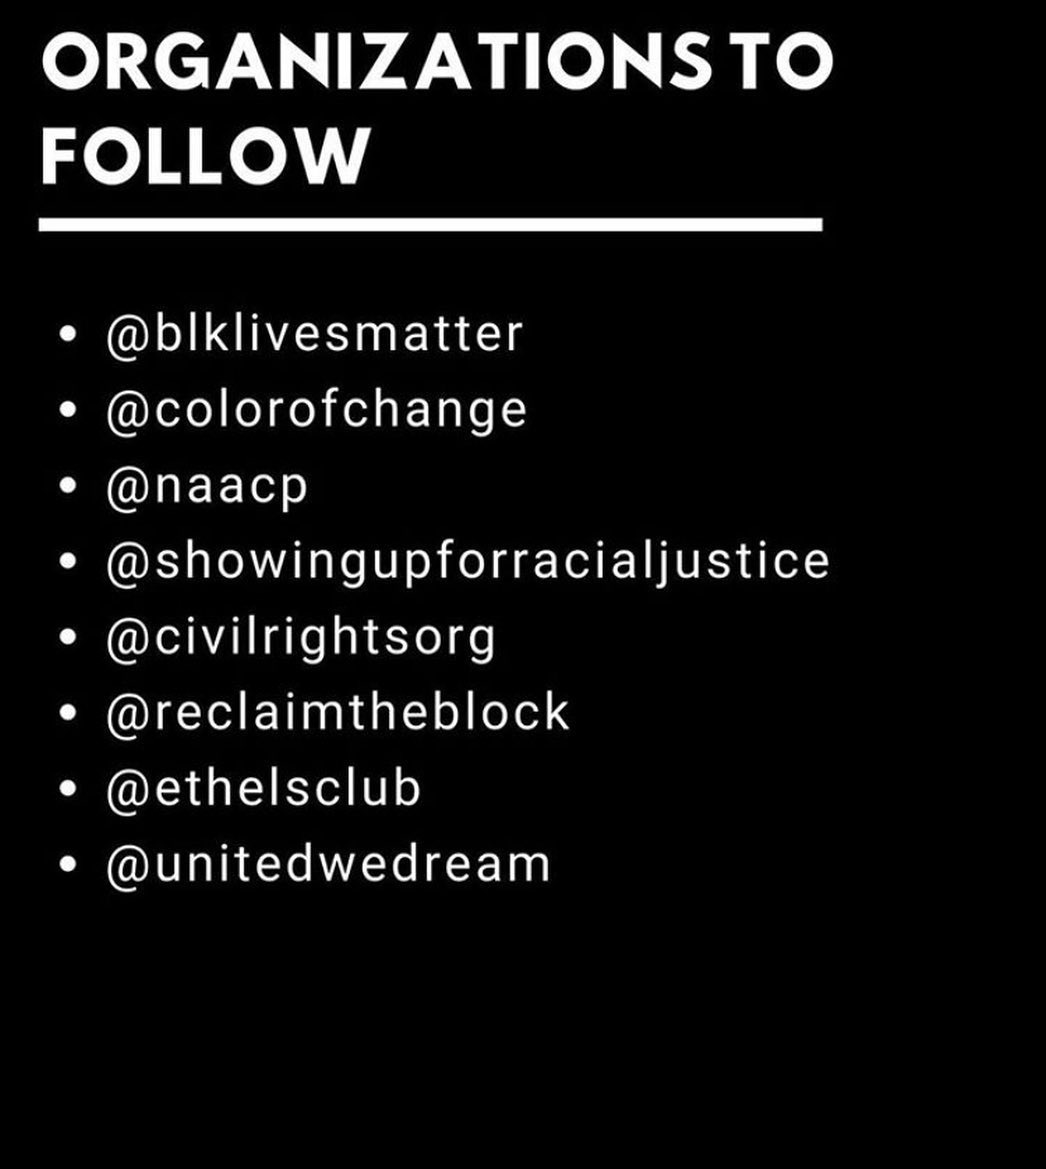 ORGANIZATIONS TO
FOLLOW
• @blklivesmatter
• @colorofchange
• @naacp
• @showingupforracialjustice
• @civilrightsorg
• @reclaimtheblock
• @ethelsclub
• @unitedwedream